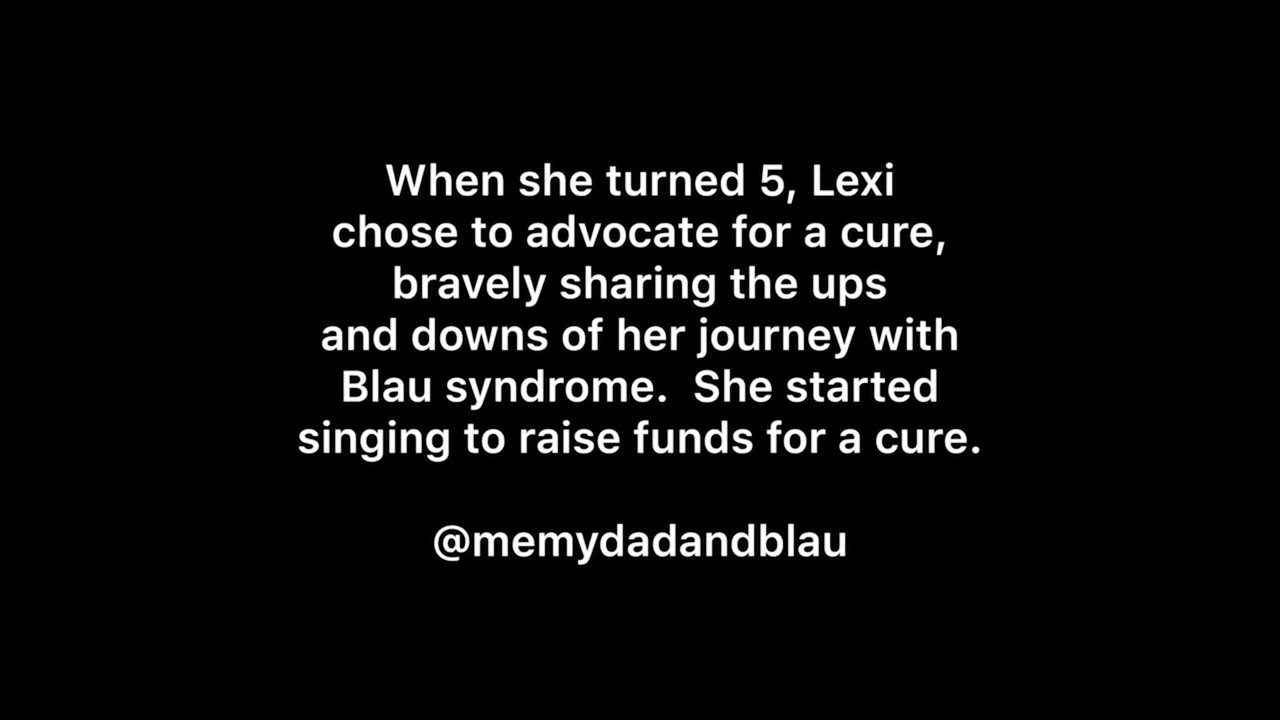 When she turned 5, Lexi
chose to advocate for a cure,
bravely sharing the ups
and downs of her journey with
Blau syndrome.  She started
singing to raise funds for a cure.
@memydadandblau